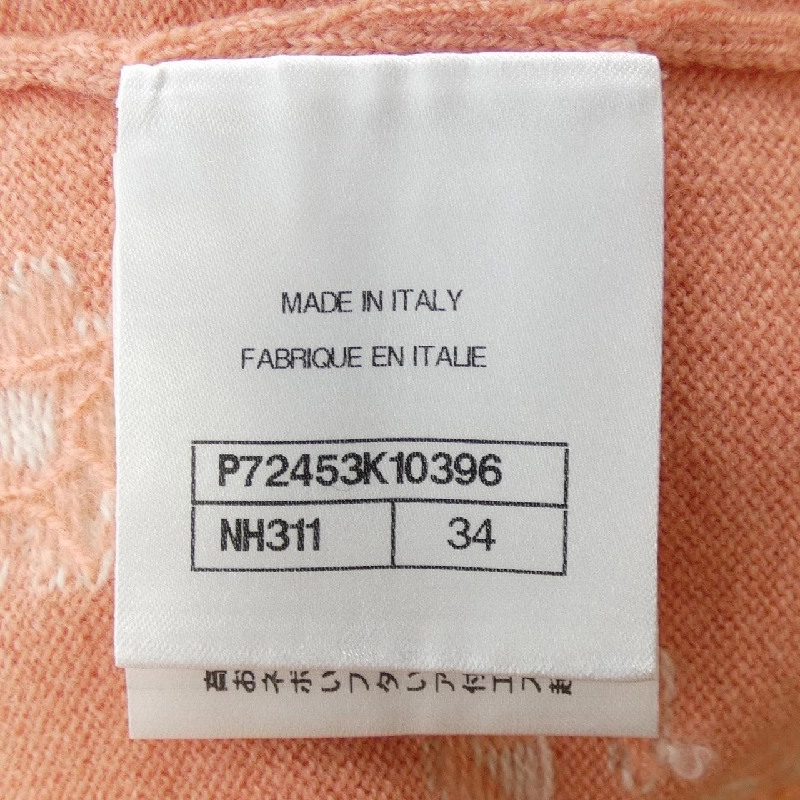 MADE IN ITALY
FABRIQUE EN ITALIE
P72453K10396
NH311 34